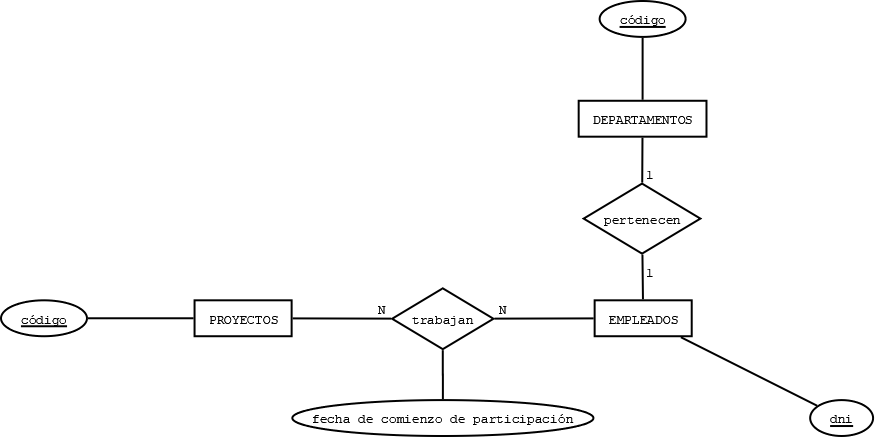 código
DEPARTAMENTOS
1
pertenecen
1
código
PROYECTOS
N
trabajan
N
EMPLEADOS
fecha de comienzo de participación
dni